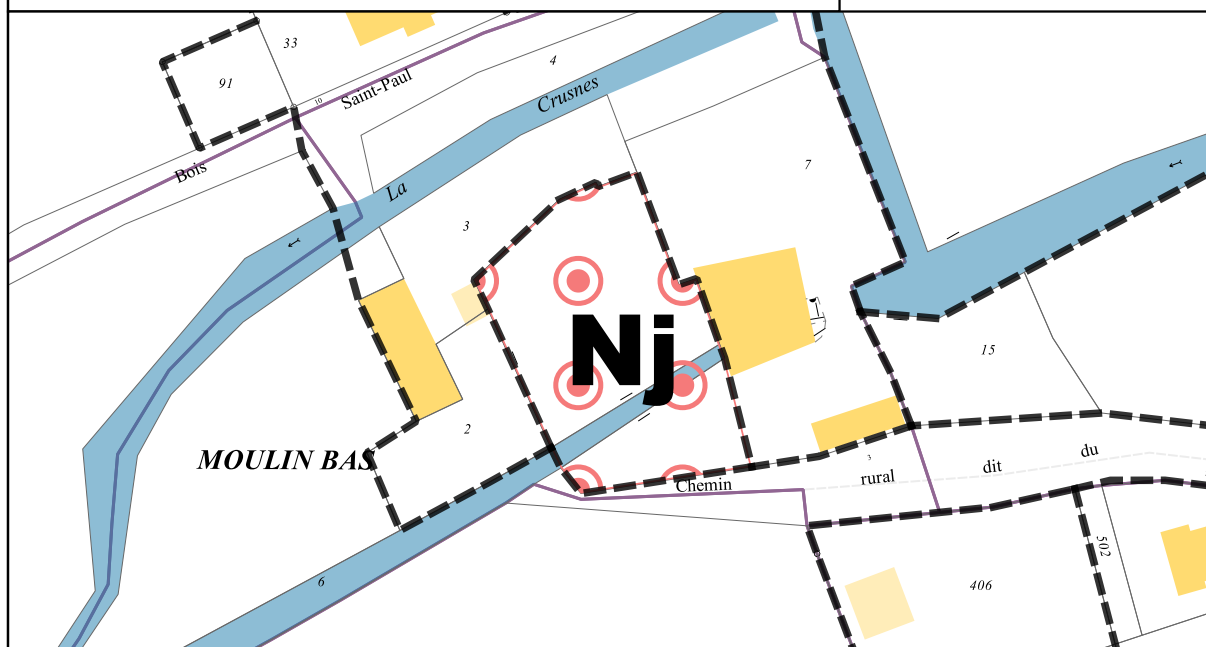 33
4
91
10
Saint-Paul
Crusnes
Bois
La
7
3
Nj
15
2
MOULIN BAS
3
du
dit
rural
Chemin
502
6
406